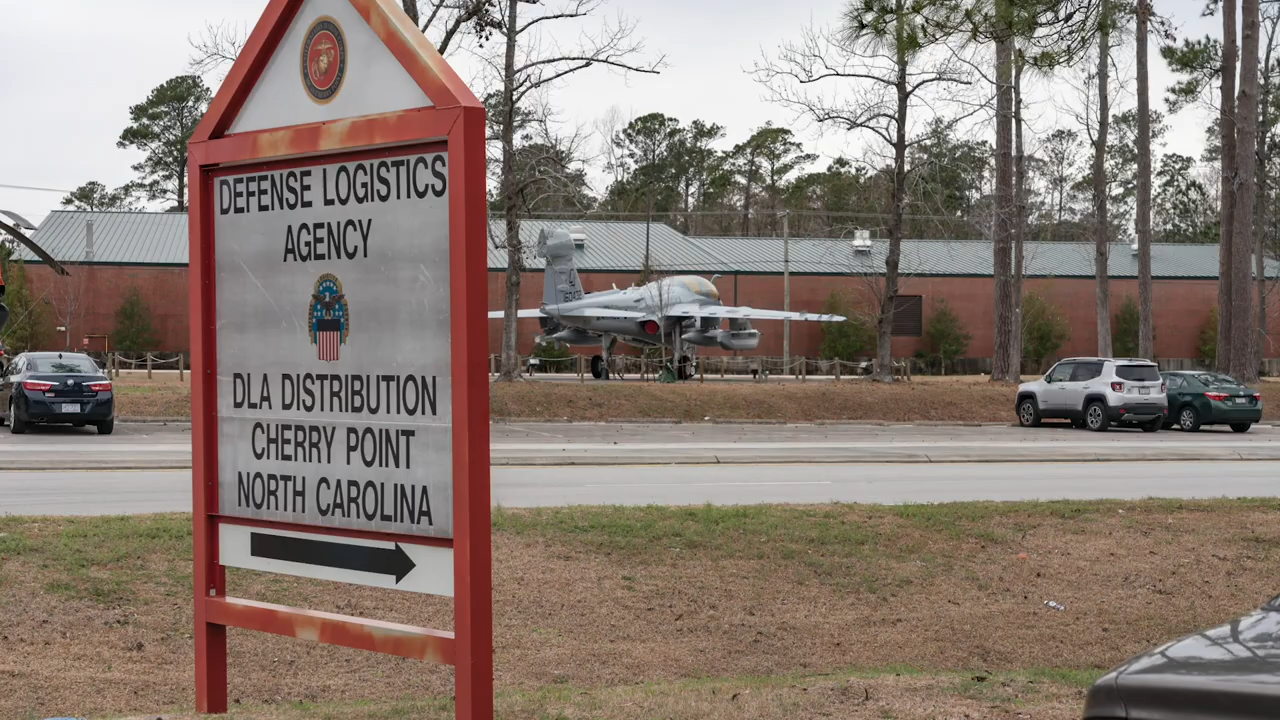 DEFENSE LOGISTICS
AGENCY
DLA DISTRIBUTION
CHERRY POINT
NORTH CAROLINA